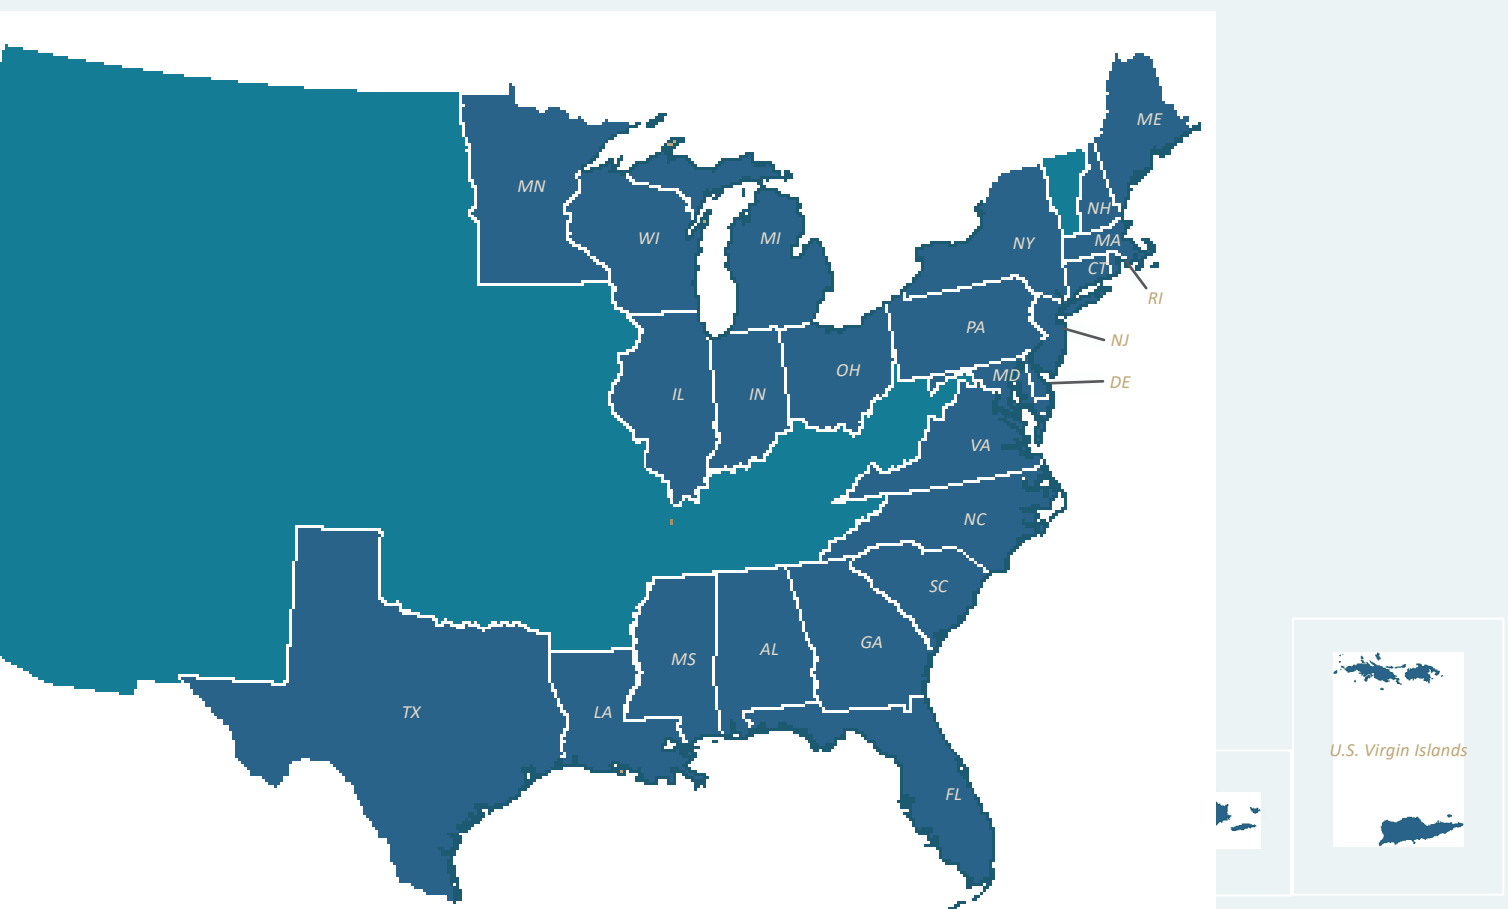 ME
MN
NH
WI
MI
MA
NY
CT
RI
PA
NJ
OH
MD
DE
IL
IN
VA
NC
SC
GA
AL
MS
TX
LA
U.S. Virgin Islands
FL